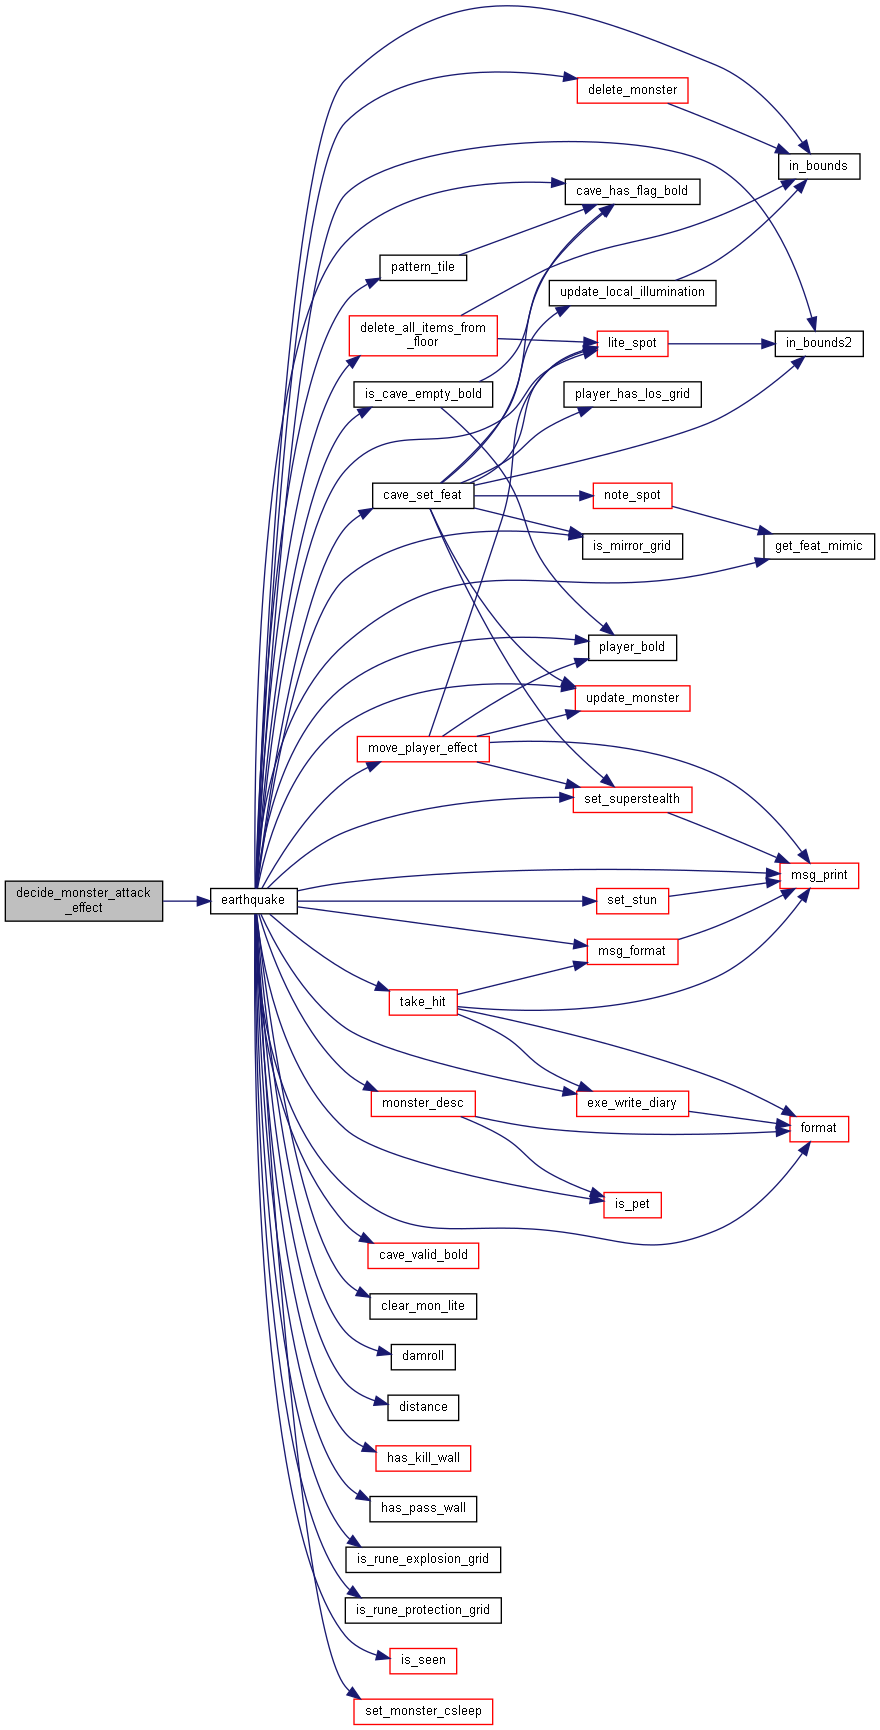 delete_monster
in_bounds
cave_has_flag_bold
pattern_tile
update_local_illumination
delete_all_items_from
_floor
lite_spot
in_bounds2
is_cave_empty_bold
player_has_los_grid
cave_set_feat
note_spot
is_mirror_grid
get_feat_mimic
player_bold
update_monster
move_player_effect
set_superstealth
msg_print
decide_monster_attack
_effect
earthquake
set_stun
msg_format
take_hit
monster_desc
exe_write_diary
format
is_pet
cave_valid_bold
clear_mon_lite
damroll
distance
has_kill_wall
has_pass_wall
is_rune_explosion_grid
is_rune_protection_grid
is_seen
set_monster_csleep